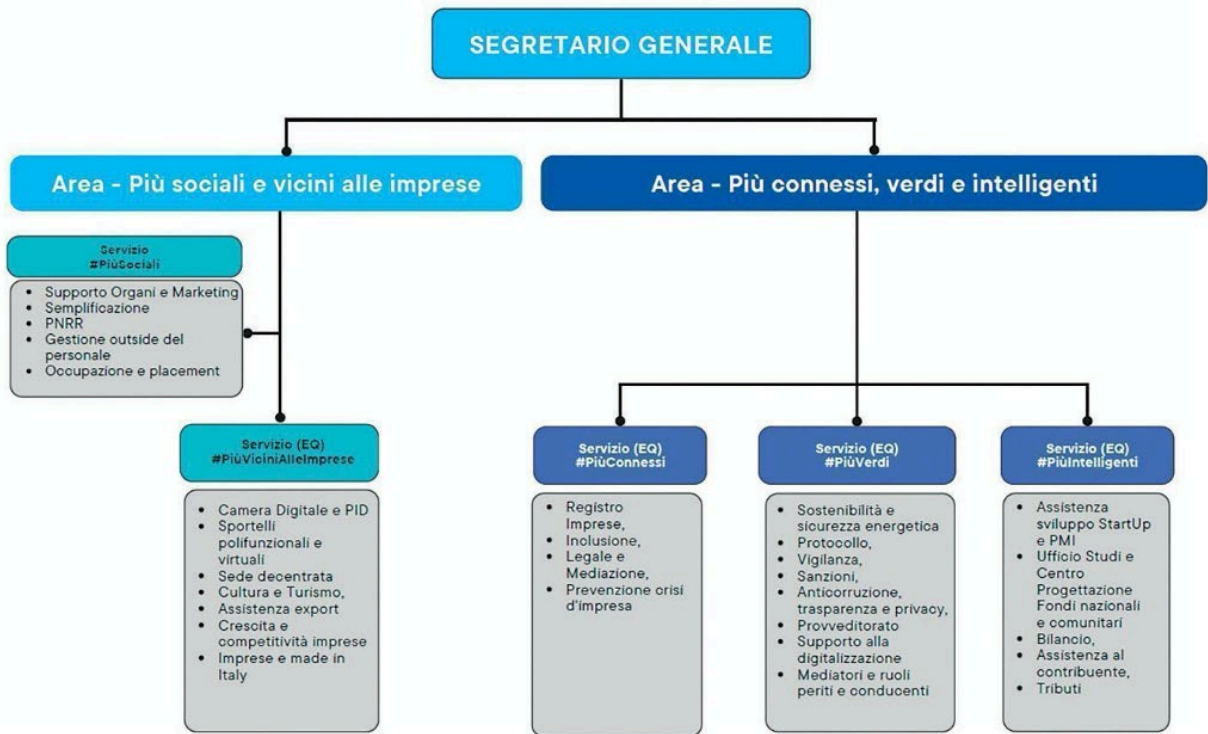 SEGRETARIO GENERALE
Area - Più sociali e vicini alle imprese
Area - Più connessi, verdi e intelligenti
Servizio
#PiùSociali
• Supporto Organi e Marketing
• Semplificazione
• PNRR
• Gestione outside del
personale
• Occupazione e placement
Servizio (EQ)
#PiùViciniAlleImprese
• Camera Digitale e PID
• Sportelli
polifunzionali e
virtuali
• Sede decentrata
• Cultura e Turismo,
• Assistenza export
• Crescita e
competitività imprese
• Imprese e made in
Italy
Servizio (EQ)
#PiùConnessi
• Registro
Imprese,
• Inclusione,
• Legale e
Mediazione,
• Prevenzione crisi
d'impresa
Servizio (EQ)
#PiùVerdi
• Sostenibilità e
sicurezza energetica
• Protocollo,
• Vigilanza,
• Sanzioni,
• Anticorruzione,
trasparenza e privacy,
• Provveditorato
• Supporto alla
digitalizzazione
• Mediatori e ruoli
periti e conducenti
Servizio (EQ)
#PiùIntelligenti
• Assistenza
sviluppo StartUp
e PMI
• Ufficio Studi e
Centro
Progettazione
Fondi nazionali
e comunitari
• Bilancio,
• Assistenza al
contribuente,
• Tributi